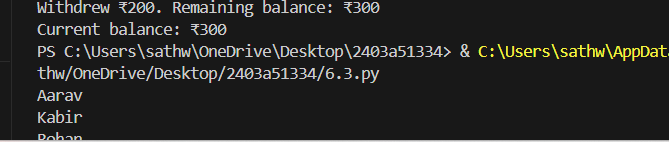 Withdrew ₹200. Remaining balance: ₹300
Current balance: ₹300
PS C:\Users\sathw\OneDrive\Desktop\2403a51334> & C:\Users\sathw\AppData
thw/OneDrive/Desktop/2403a51334/6.3.py
Aarav
Kabir
Rohan